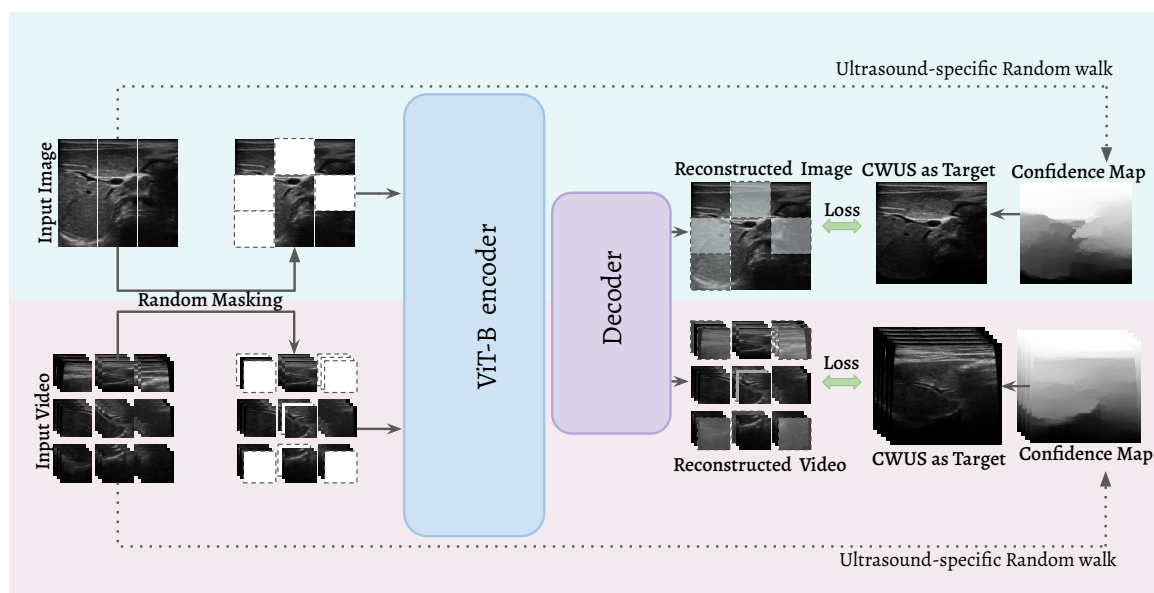 Ultrasound-specific Random walk
Input Image
Reconstructed Image
CWUS as Target
Confidence Map
Loss
Random Masking
ViT-B encoder
Decoder
Input Video
Loss
Reconstructed Video
CWUS as Target
Confidence Map
Ultrasound-specific Random walk